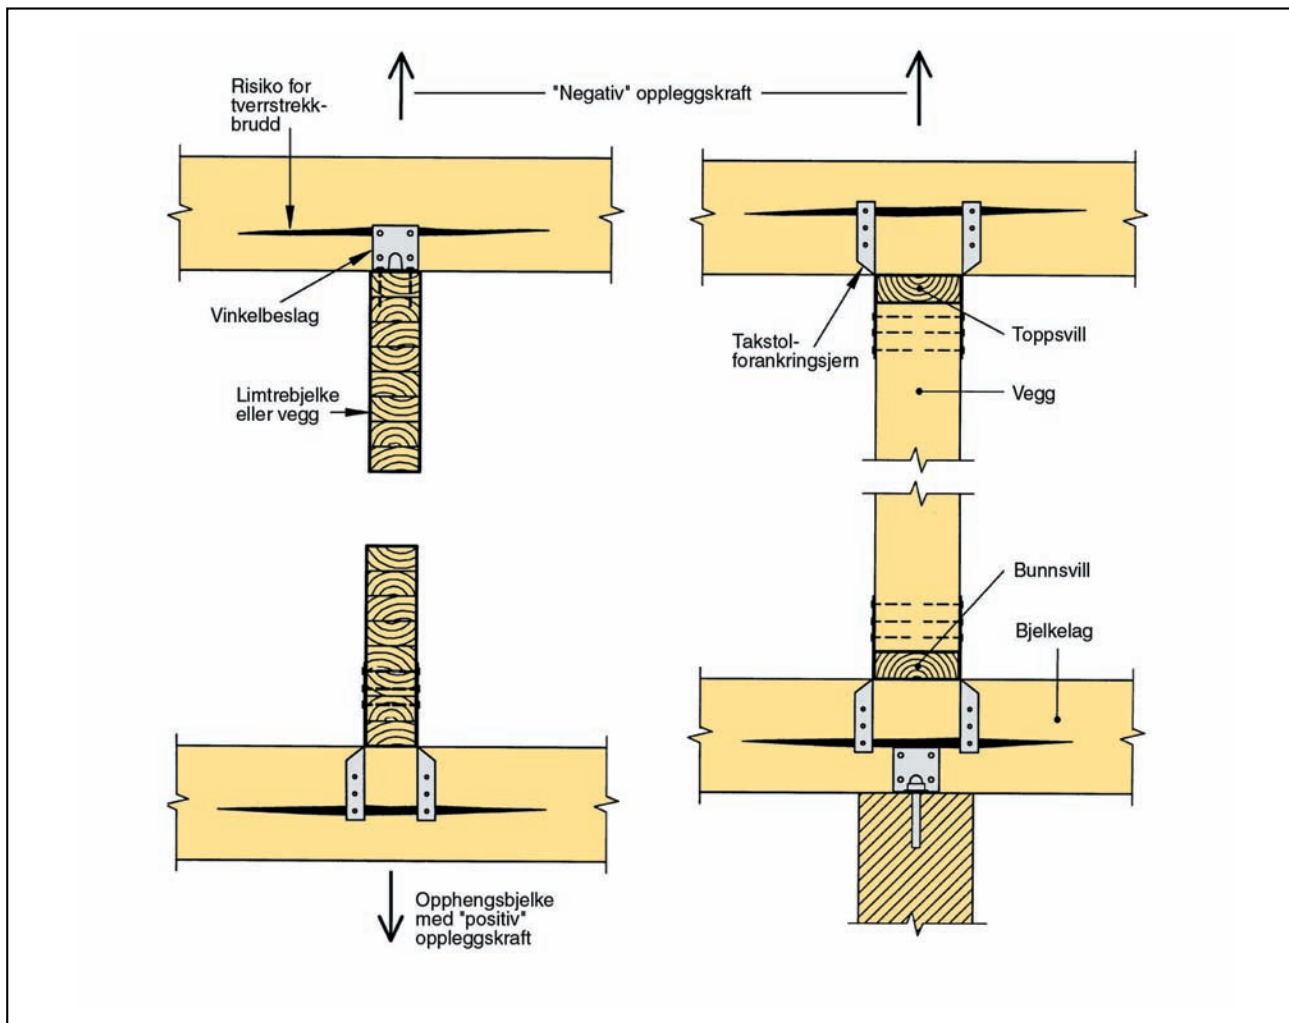 Risiko for
tverrstrekk-
brudd
"Negativ" oppleggskraft
Vinkelbeslag
Limtrebjelke
eller vegg
Takstol-
forankringsjern
Toppsvill
Vegg
Bunnsvill
Bjelkelag
Opphengsbjelke
med "positiv"
oppleggskraft